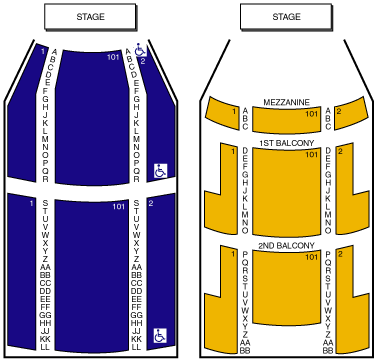 STAGE
1 101 2
A A
B B
C C
D D
E E
F F
G G
H H
J J
K K
L L
M M
N N
O O
P P
Q Q
R R
1 101 2
S S
T T
U U
V V
W W
X X
Y Y
Z Z
AA AA
BB BB
CC CC
DD DD
EE EE
FF FF
GG GG
HH HH
JJ JJ
KK KK
LL LL
STAGE
MEZZANINE
1 101 2
A A
B B
C C
1ST BALCONY
1 101 2
D D
E E
F F
G G
H H
J J
K K
L L
M M
N N
O O
2ND BALCONY
1 101 2
P P
Q Q
R R
S S
T T
U U
V V
W W
X X
Y Y
Z Z
AA AA
BB BB